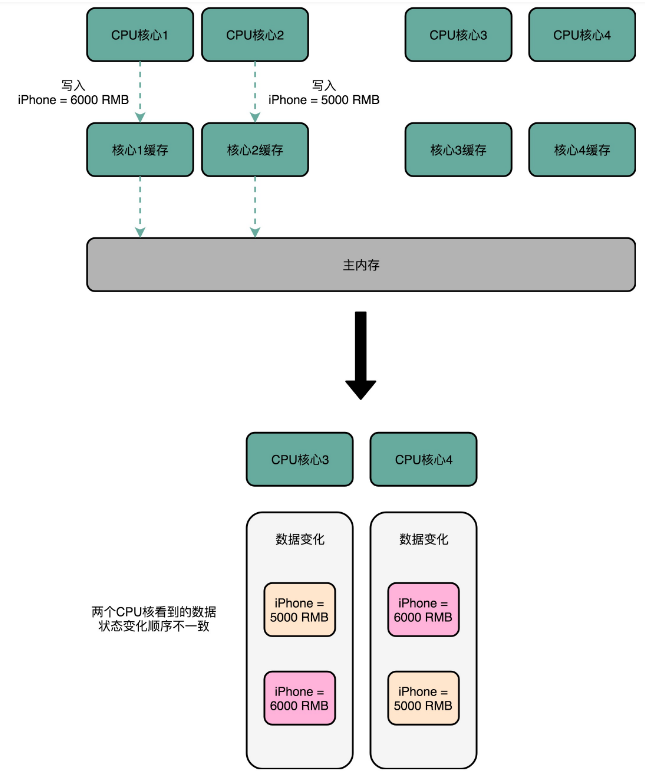 CPU核心1
CPU核心2
CPU核心3
CPU核心4
写入
iPhone = 6000 RMB
写入
iPhone = 5000 RMB
核心1缓存
核心2缓存
核心3缓存
核心4缓存
主内存
CPU核心3
CPU核心4
数据变化
数据变化
两个CPU核看到的数据
状态变化顺序不一致
iPhone =
5000 RMB
iPhone =
6000 RMB
iPhone =
6000 RMB
iPhone =
5000 RMB